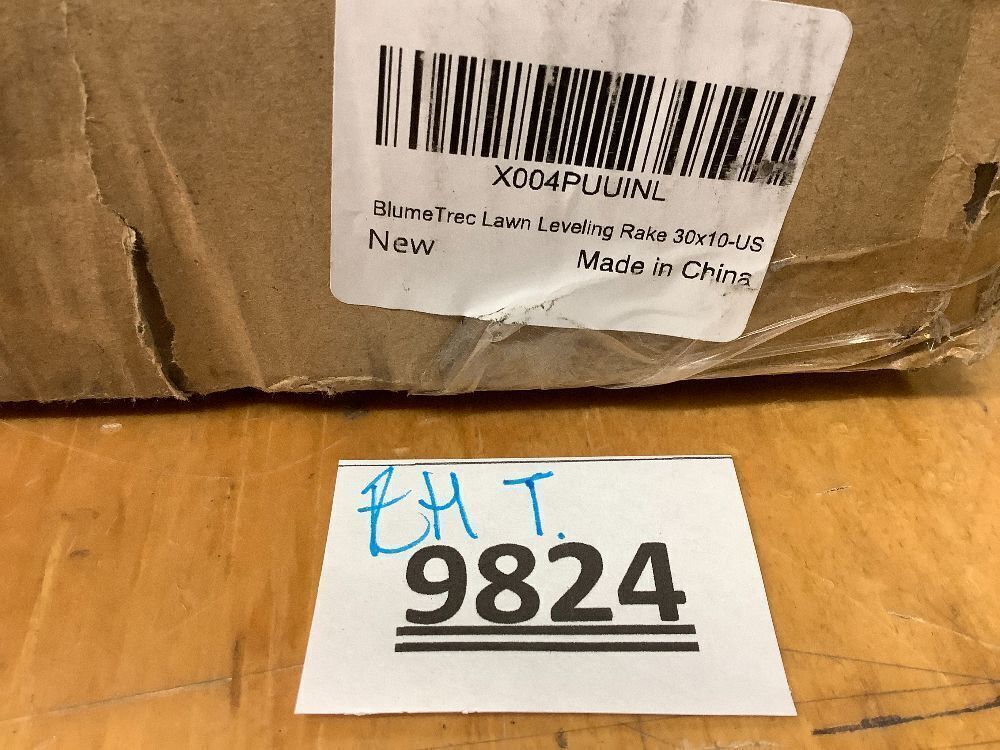 X004PUUINL
BlumeTrec Lawn Leveling Rake 30x10-US
New
Made in China
EH T.
9824